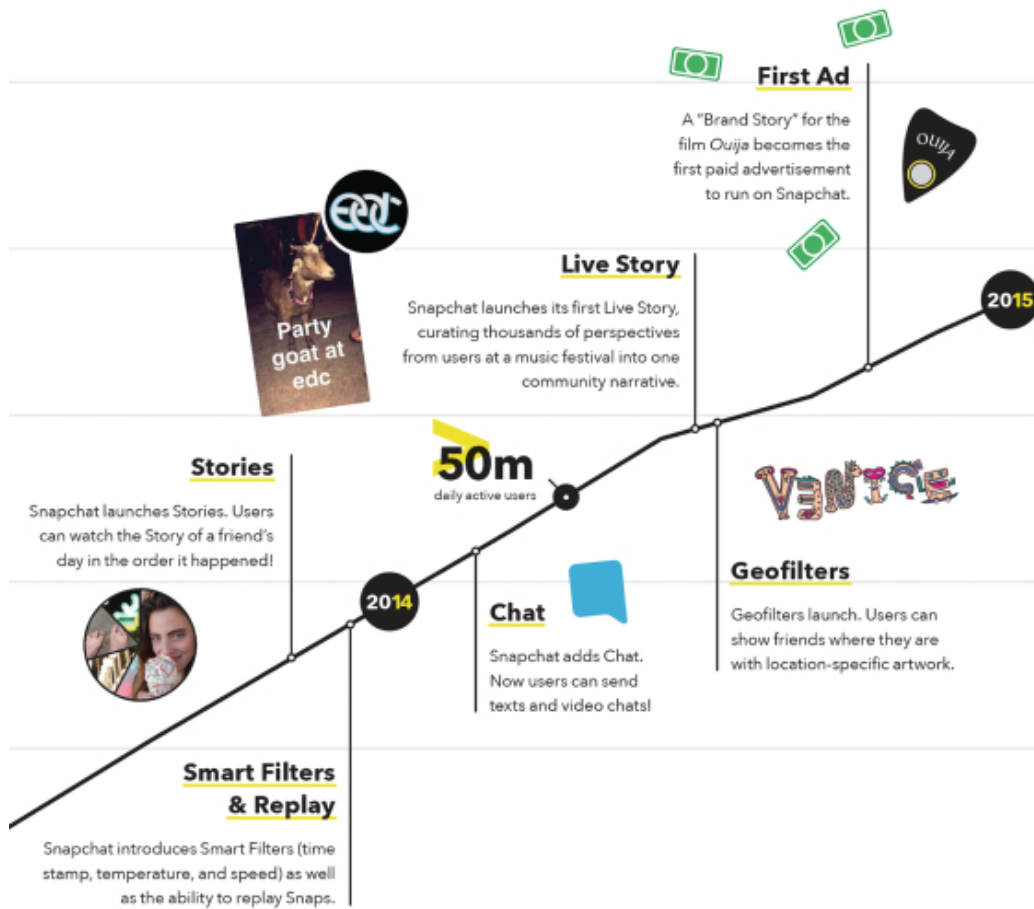 First Ad
A "Brand Story" for the
film Ouija becomes the
first paid advertisement
to run on Snapchat.
OUIJA
edc
Party
goat at
edc
Live Story
Snapchat launches its first Live Story,
curating thousands of perspectives
from users at a music festival into one
community narrative.
2015
50m
daily active users
Stories
Snapchat launches Stories. Users
can watch the Story of a friend's
day in the order it happened!
VENICE
2014
Chat
Snapchat adds Chat.
Now users can send
texts and video chats!
Geofilters
Geofilters launch. Users can
show friends where they are
with location-specific artwork.
Smart Filters
& Replay
Snapchat introduces Smart Filters (time
stamp, temperature, and speed) as well
as the ability to replay Snaps.